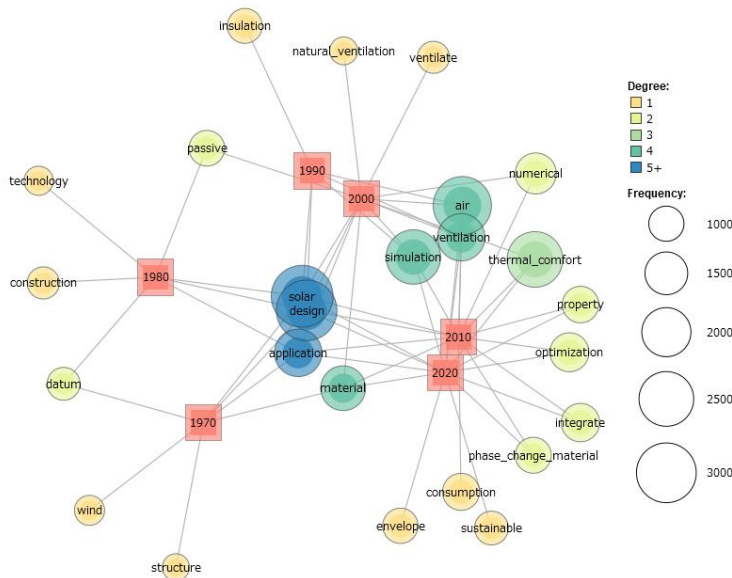 insulation
natural_ventilation
ventilate
passive
1990
numerical
technology
2000
air
ventilation
simulation
thermal_comfort
1980
construction
solar
design
property
2010
application
optimization
2020
datum
material
1970
integrate
phase_change_material
consumption
wind
envelope
sustainable
structure
Degree:
1
2
3
4
5+
Frequency:
1000
1500
2000
2500
3000